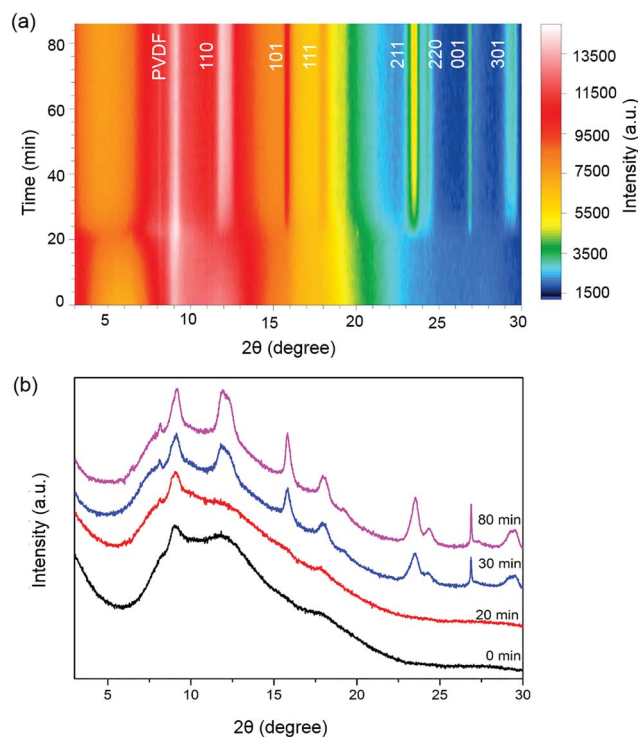 (a)
80
60
40
20
0
Time (min)
PVDF
110
101
111
211
220
001
301
5
10
15
20
25
30
2θ (degree)
13500
11500
9500
7500
5500
3500
1500
Intensity (a.u.)
(b)
Intensity (a.u.)
80 min
30 min
20 min
0 min
5
10
15
20
25
30
2θ (degree)